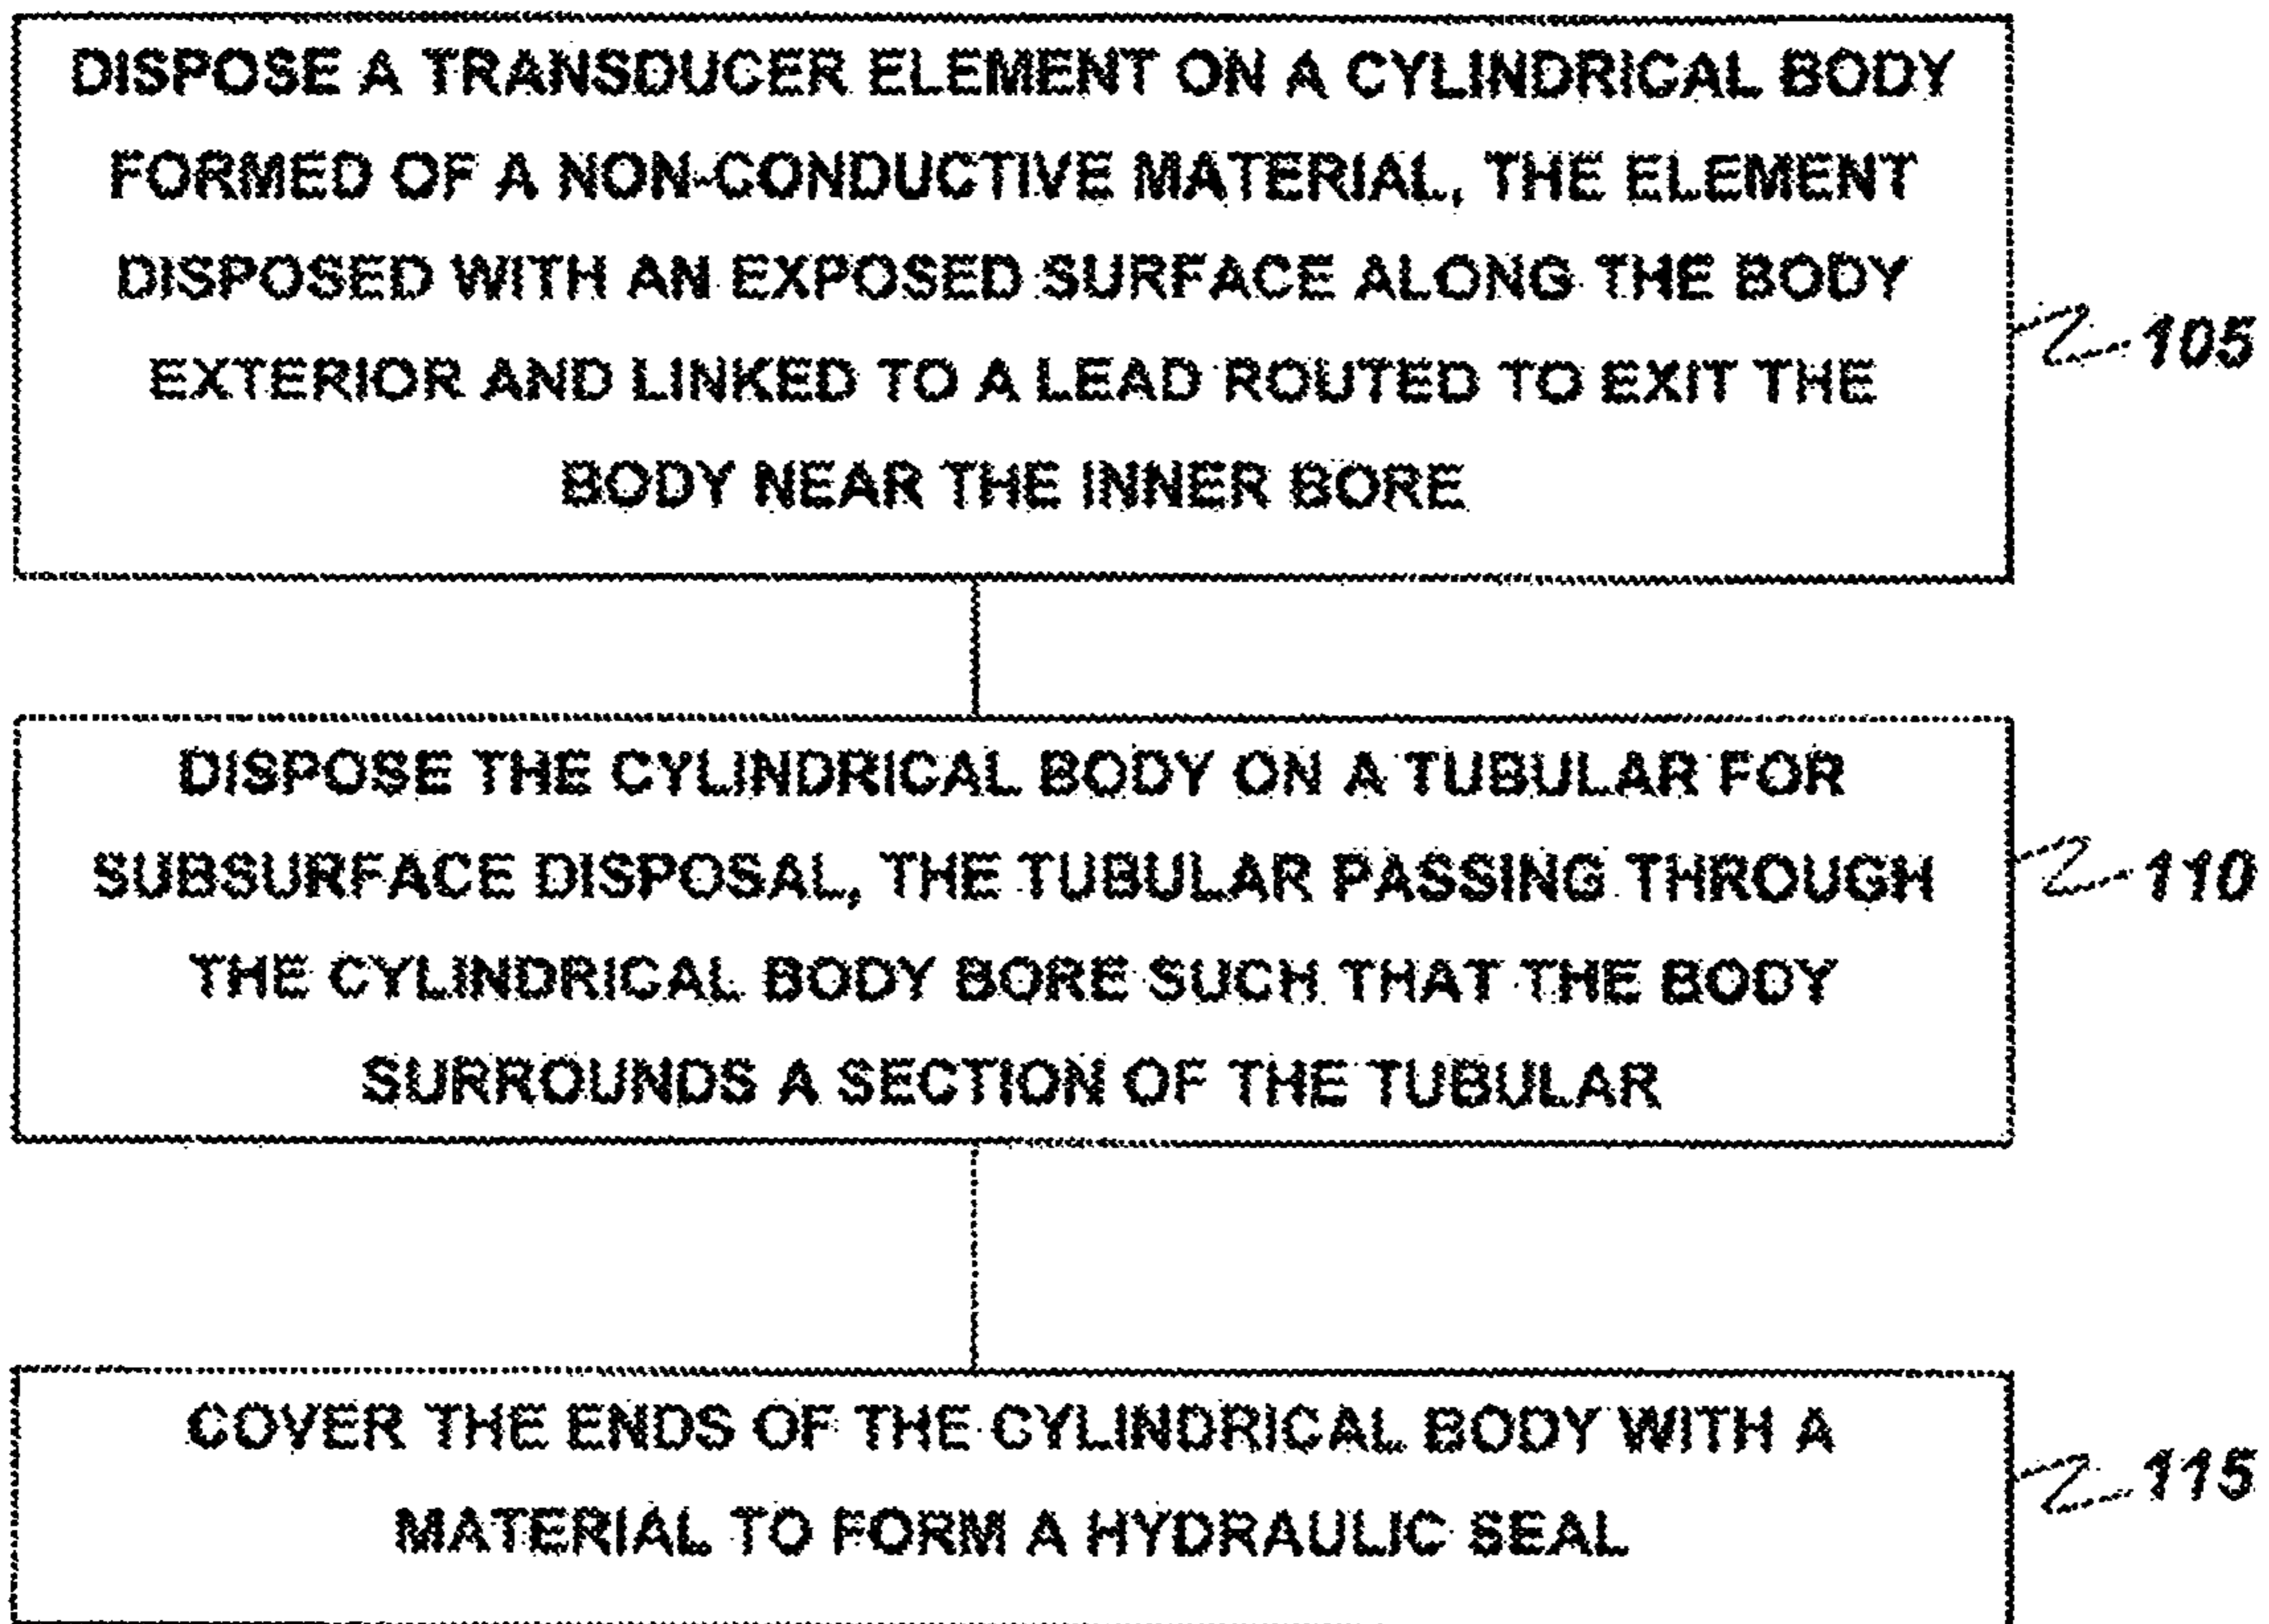 DISPOSE A TRANSDUCER ELEMENT ON A CYLINDRICAL BODY
FORMED OF A NON-CONDUCTIVE MATERIAL, THE ELEMENT
DISPOSED WITH AN EXPOSED SURFACE ALONG THE BODY
EXTERIOR AND LINKED TO A LEAD ROUTED TO EXIT THE
BODY NEAR THE INNER BORE
105
DISPOSE THE CYLINDRICAL BODY ON A TUBULAR FOR
SUBSURFACE DISPOSAL, THE TUBULAR PASSING THROUGH
THE CYLINDRICAL BODY BORE SUCH THAT THE BODY
SURROUNDS A SECTION OF THE TUBULAR
110
COVER THE ENDS OF THE CYLINDRICAL BODY WITH A
MATERIAL TO FORM A HYDRAULIC SEAL
115